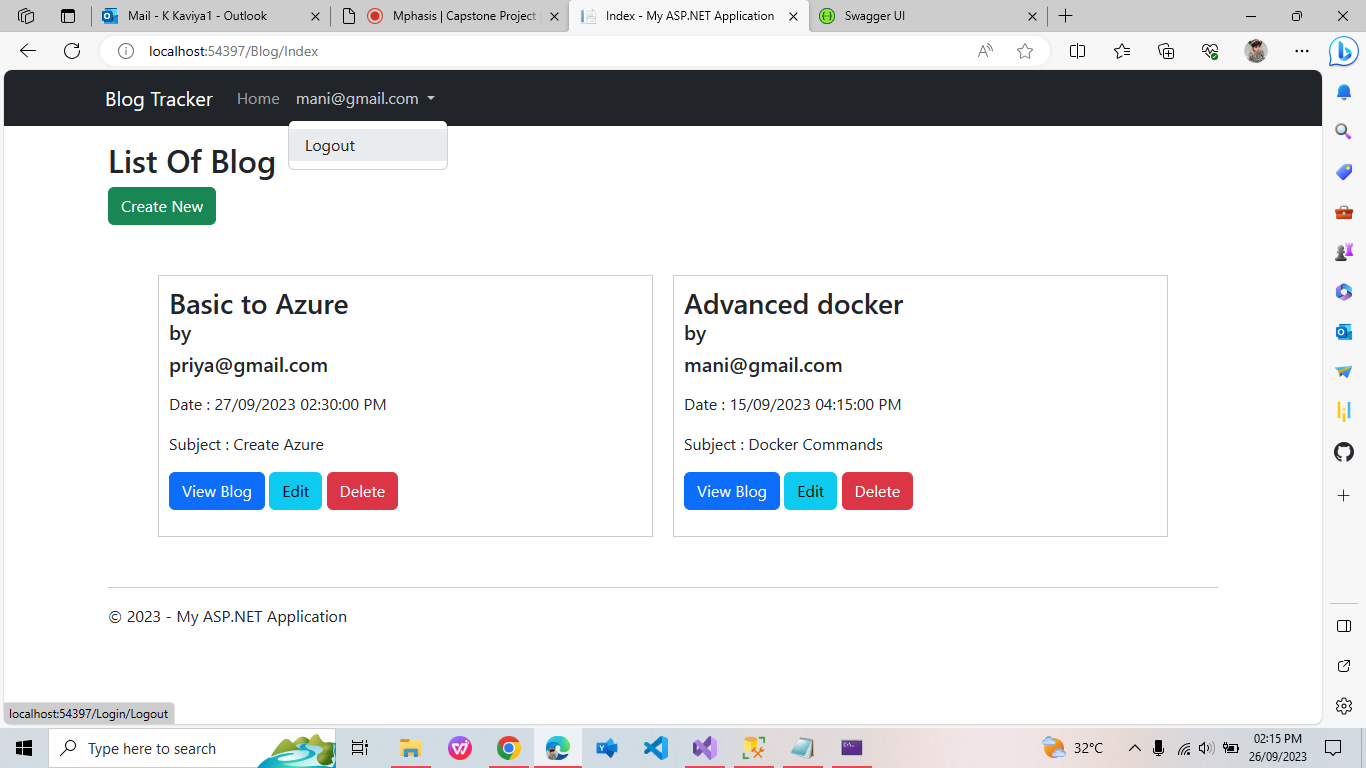 Mail - K Kaviya1 - Outlook
Mphasis | Capstone Project
Index - My ASP.NET Application
Swagger UI
localhost:54397/Blog/Index
Blog Tracker
Home
mani@gmail.com
Logout
List Of Blog
Create New
Basic to Azure
by
priya@gmail.com
Date : 27/09/2023 02:30:00 PM
Subject : Create Azure
View Blog
Edit
Delete
Advanced docker
by
mani@gmail.com
Date : 15/09/2023 04:15:00 PM
Subject : Docker Commands
View Blog
Edit
Delete
© 2023 - My ASP.NET Application
localhost:54397/Login/Logout
Type here to search
32°C
02:15 PM
26/09/2023